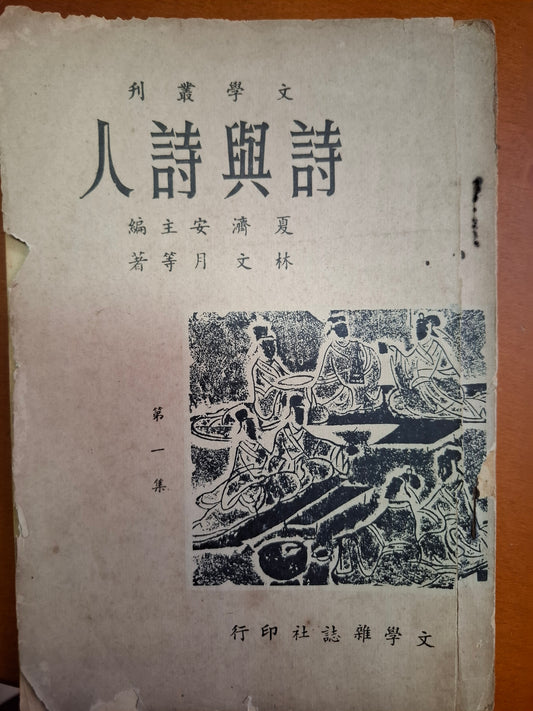 文學叢刊
詩與詩人
夏濟安主編
林文月等著
第一集
文學雜誌社印行